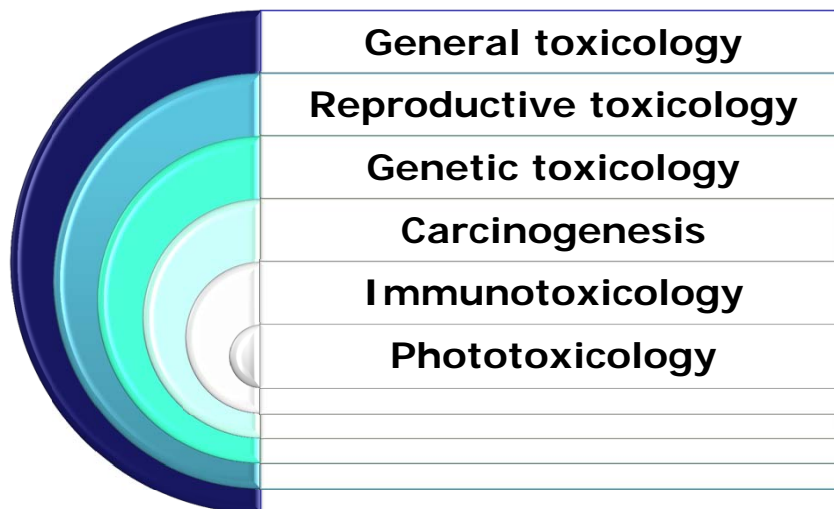 General toxicology
Reproductive toxicology
Genetic toxicology
Carcinogenesis
Immunotoxicology
Phototoxicology